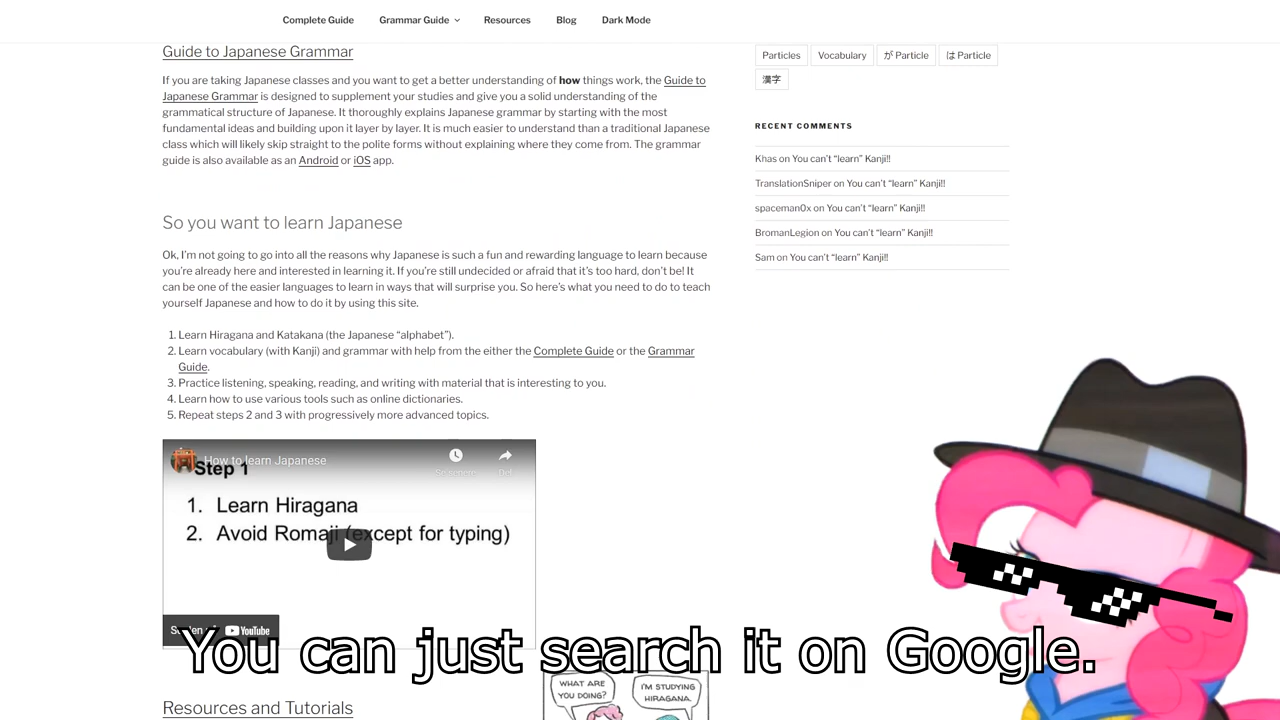 Complete Guide
Grammar Guide
Resources
Blog
Dark Mode
Guide to Japanese Grammar
If you are taking Japanese classes and you want to get a better understanding of how things work, the Guide to
Japanese Grammar is designed to supplement your studies and give you a solid understanding of the
grammatical structure of Japanese. It thoroughly explains Japanese grammar by starting with the most
fundamental ideas and building upon it layer by layer. It is much easier to understand than a traditional Japanese
class which will likely skip straight to the polite forms without explaining where they come from. The grammar
guide is also available as an Android or iOS app.
So you want to learn Japanese
Ok, I’m not going to go into all the reasons why Japanese is such a fun and rewarding language to learn because
you’re already here and interested in learning it. If you’re still undecided or afraid that it’s too hard, don’t be! It
can be one of the easier languages to learn in ways that will surprise you. So here’s what you need to do to teach
yourself Japanese and how to do it by using this site.
1. Learn Hiragana and Katakana (the Japanese “alphabet”).
2. Learn vocabulary (with Kanji) and grammar with help from the either the Complete Guide or the Grammar
Guide.
3. Practice listening, speaking, reading, and writing with material that is interesting to you.
4. Learn how to use various tools such as online dictionaries.
5. Repeat steps 2 and 3 with progressively more advanced topics.
How to learn Japanese
Step 1
1. Learn Hiragana
2. Avoid Romaji (except for typing)
YouTube
WHAT ARE
YOU DOING?
I'M STUDYING
HIRAGANA.
Resources and Tutorials
Particles
Vocabulary
が Particle
は Particle
漢字
RECENT COMMENTS
Khas on You can’t “learn” Kanji!!
TranslationSniper on You can’t “learn” Kanji!!
spaceman0x on You can’t “learn” Kanji!!
BromanLegion on You can’t “learn” Kanji!!
Sam on You can’t “learn” Kanji!!
You can just search it on Google.